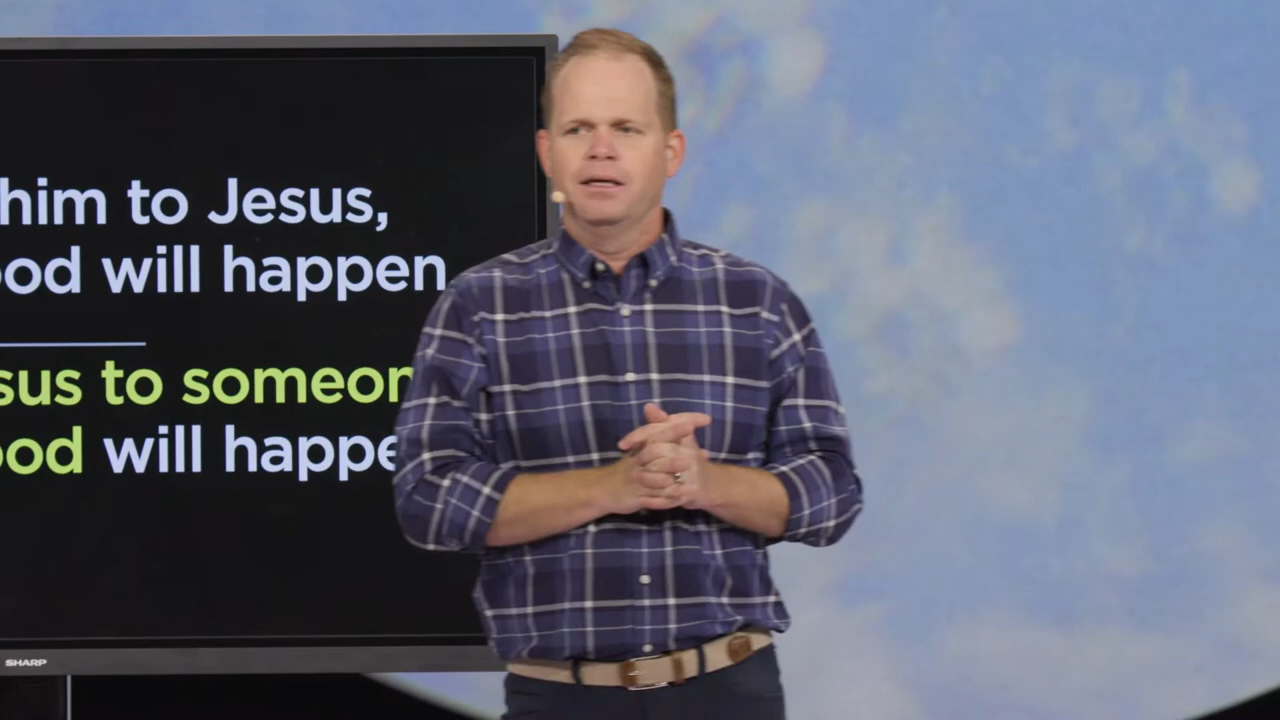 him to Jesus,
ood will happen
sus to someon
ood will happe
SHARP